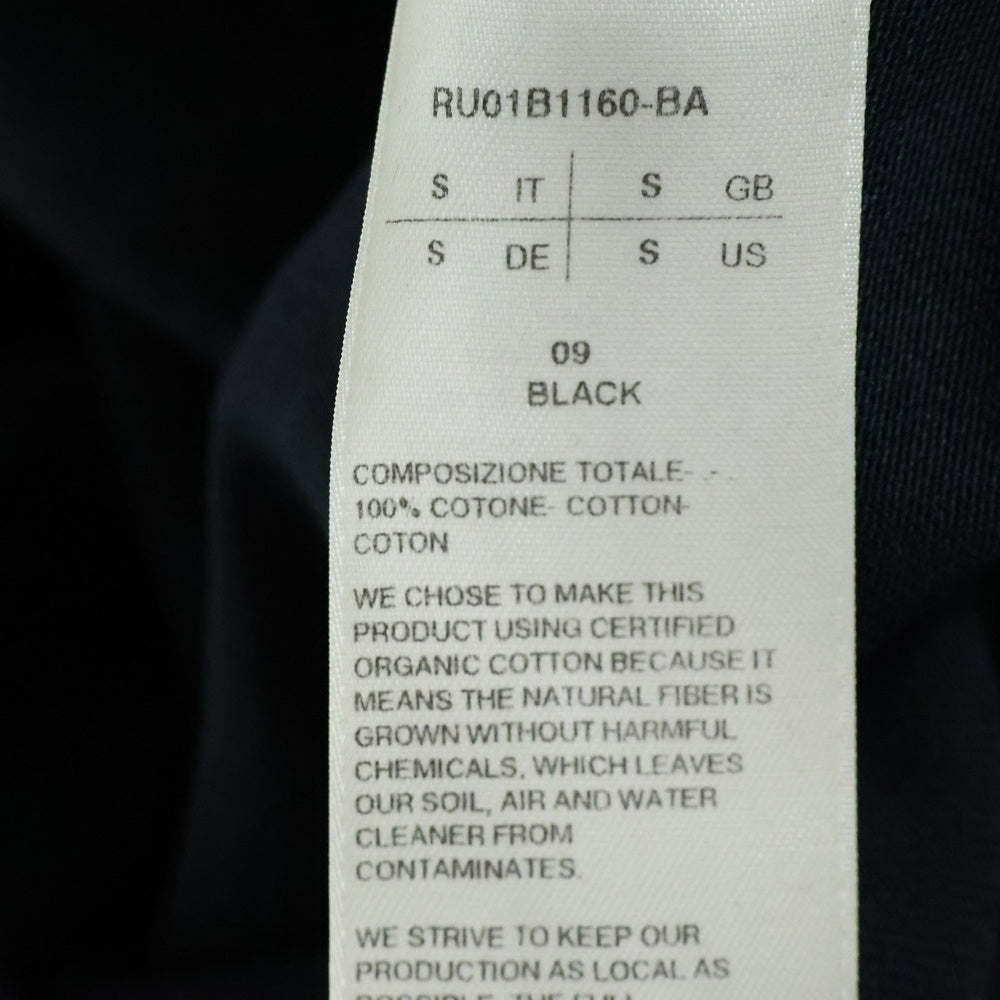 RU01B1160-BA
S IT S GB
S DE S US
09
BLACK
COMPOSIZIONE TOTALE- .-.
100% COTONE- COTTON-
COTON
WE CHOSE TO MAKE THIS
PRODUCT USING CERTIFIED
ORGANIC COTTON BECAUSE IT
MEANS THE NATURAL FIBER IS
GROWN WITHOUT HARMFUL
CHEMICALS, WHICH LEAVES
OUR SOIL, AIR AND WATER
CLEANER FROM
CONTAMINATES.
WE STRIVE TO KEEP OUR
PRODUCTION AS LOCAL AS